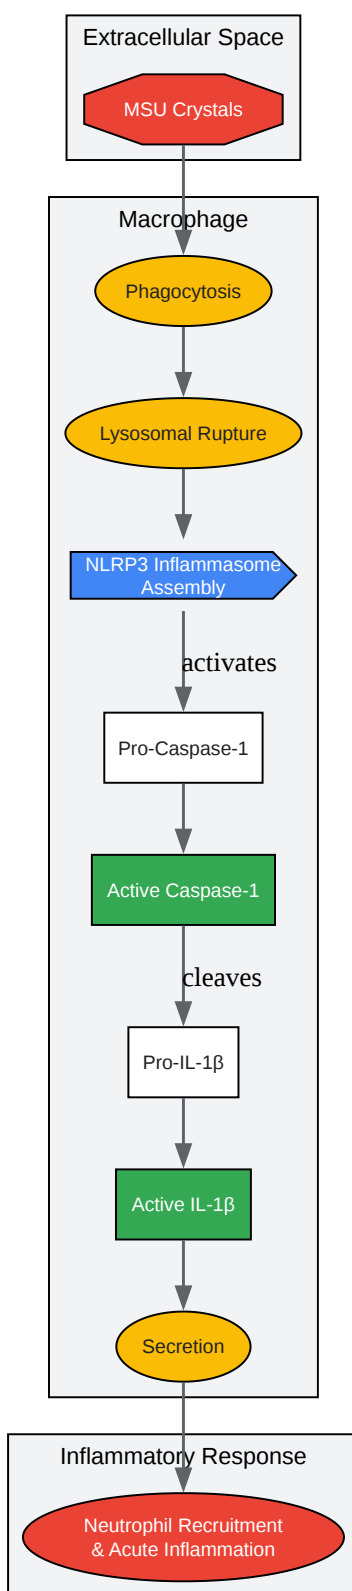 Extracellular Space
MSU Crystals
Macrophage
Phagocytosis
Lysosomal Rupture
NLRP3 Inflammasome
Assembly
activates
Pro-Caspase-1
Active Caspase-1
cleaves
Pro-IL-1β
Active IL-1β
Secretion
Inflammatory Response
Neutrophil Recruitment
& Acute Inflammation